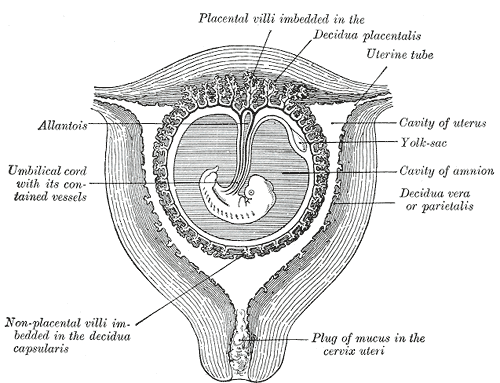 Placental villi imbedded in the
Decidua placentalis
Uterine tube
Allantois
Cavity of uterus
Yolk-sac
Umbilical cord
with its con-
tained vessels
Cavity of amnion
Decidua vera
or parietalis
Non-placental villi im-
bedded in the decidua
capsularis
Plug of mucus in the
cervix uteri